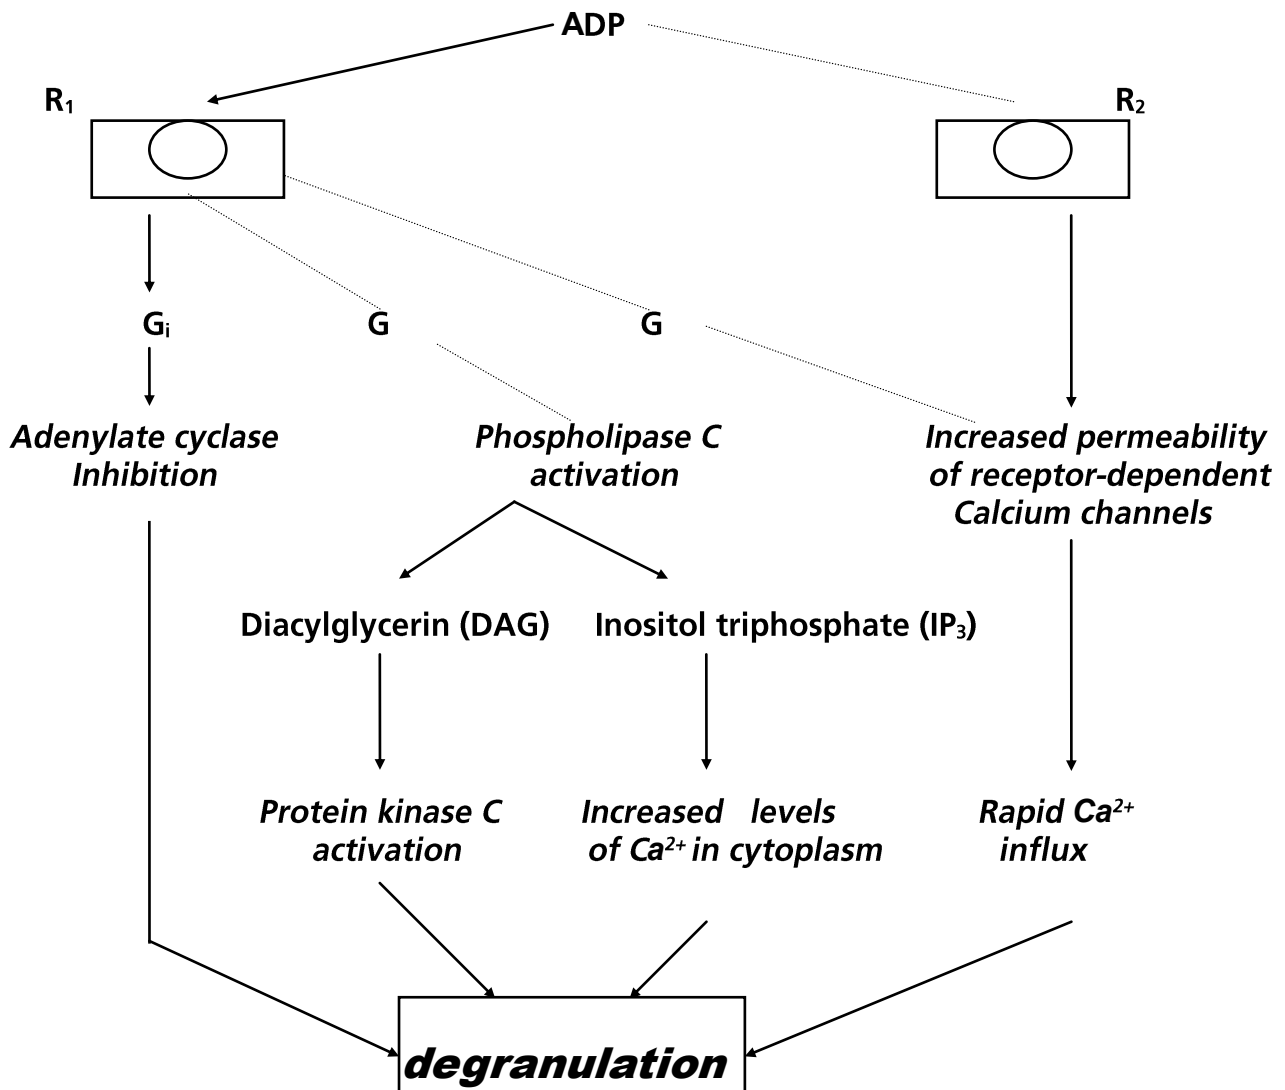 ADP
R₁
R₂
Gᵢ
G
G
Adenylate cyclase
Inhibition
Phospholipase C
activation
Increased permeability
of receptor-dependent
Calcium channels
Diacylglycerin (DAG)
Inositol triphosphate (IP₃)
Protein kinase C
activation
Increased levels
of Ca²⁺ in cytoplasm
Rapid Ca²⁺
influx
degranulation